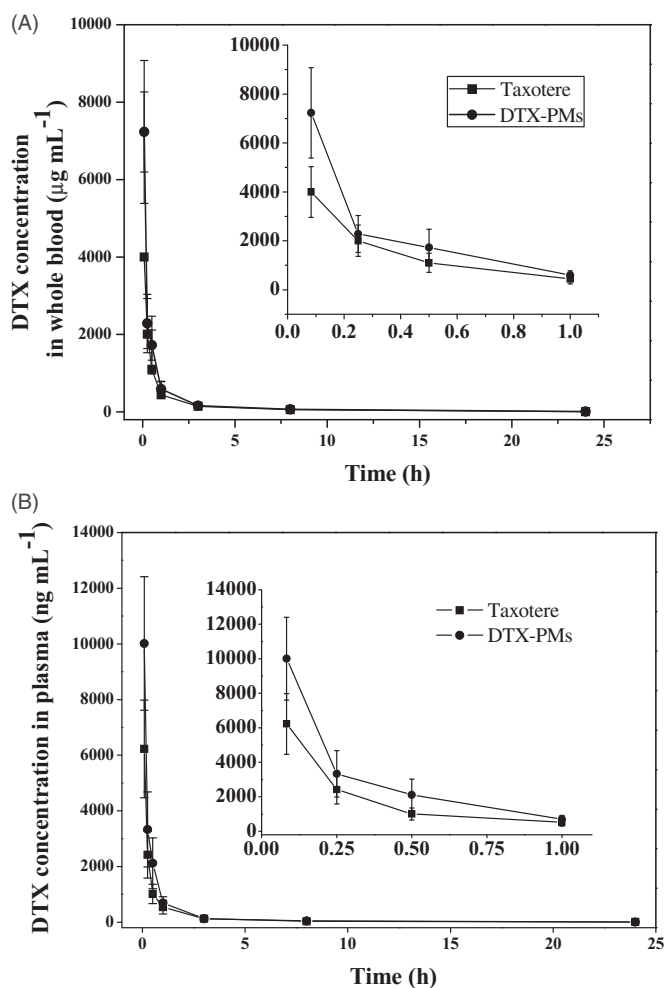 (A)
10000
8000
6000
4000
2000
0
DTX concentration
in whole blood (μg mL-1)
10000
8000
6000
4000
2000
0
0.0 0.2 0.4 0.6 0.8 1.0
Taxotere
DTX-PMs
0 5 10 15 20 25
Time (h)
(B)
14000
12000
10000
8000
6000
4000
2000
0
DTX concentration in plasma (ng mL-1)
14000
12000
10000
8000
6000
4000
2000
0
0.00 0.25 0.50 0.75 1.00
Taxotere
DTX-PMs
0 5 10 15 20 25
Time (h)